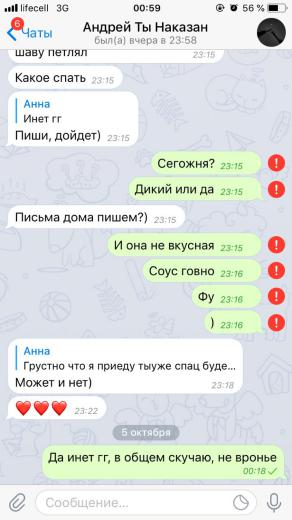 lifecell 3G 00:59 56 %
6
Чаты
Андрей Ты Наказан
был(а) вчера в 23:58
шаву петлял 23:15
Какое спать 23:15
Анна
Инет гг
Пиши, дойдет) 23:15
Сегожня? 23:15
Дикий или да 23:15
Письма дома пишем?) 23:15
И она не вкусная 23:15
Соус говно 23:16
Фу 23:16
) 23:16
Анна
Грустно что я приеду тыуже спац буде...
Может и нет) 23:18
23:22
5 октября
Да инет гг, в общем скучаю, не вронье
00:18
Сообщение...